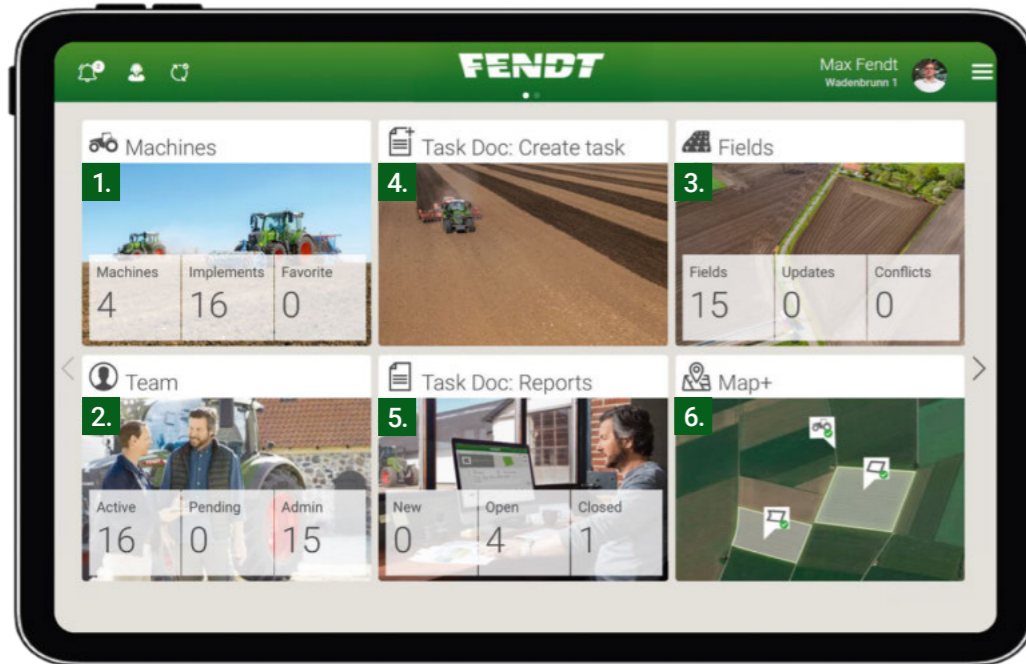 FENDT
Max Fendt
Wadenbrunn 1
Machines
1.
Machines Implements Favorite
4 16 0
Task Doc: Create task
4.
Fields
3.
Fields Updates Conflicts
15 0 0
Team
2.
Active Pending Admin
16 0 15
Task Doc: Reports
5.
New Open Closed
0 4 1
Map+
6.